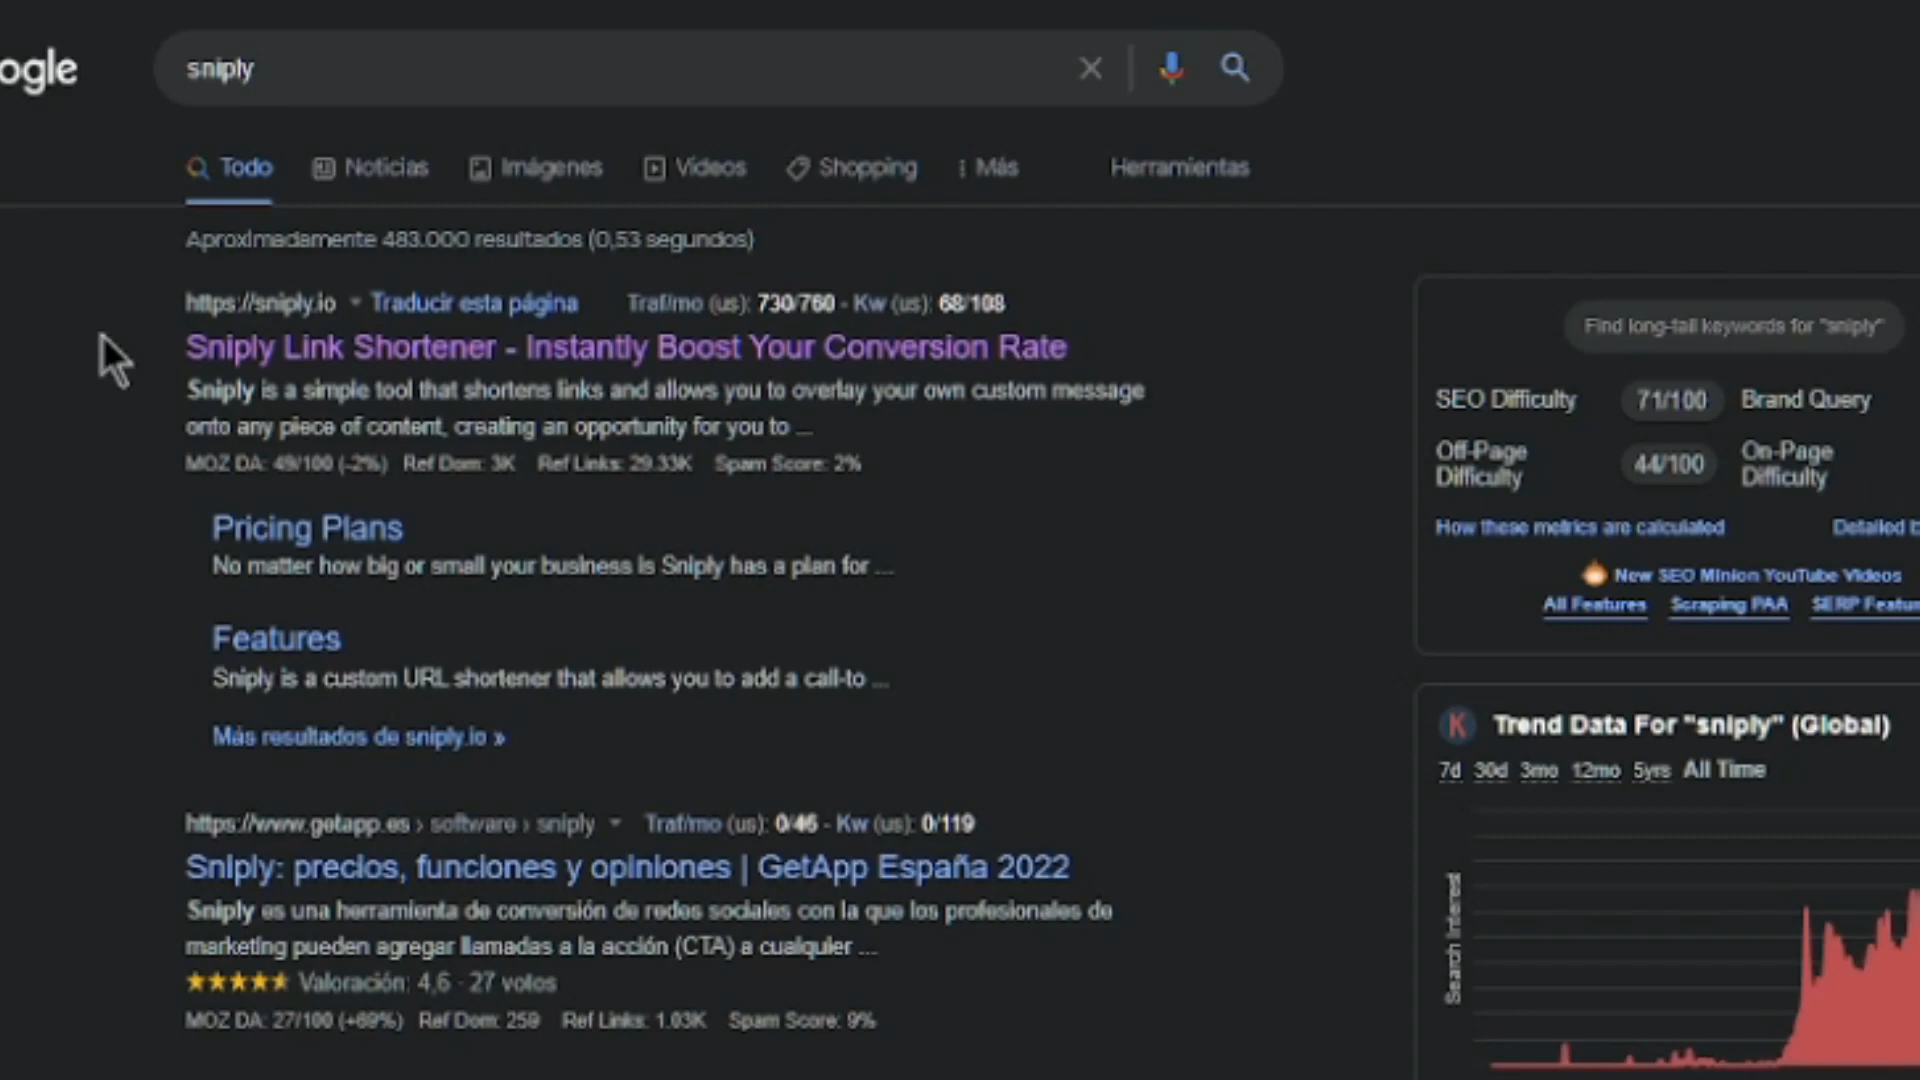 ogle
sniply
Todo Noticias Imágenes Vídeos Shopping Más Herramientas
Aproximadamente 483.000 resultados (0,53 segundos)
https://sniply.io Traducir esta página Traf/mo (us): 730/760 - Kw (us): 68/108
Sniply Link Shortener - Instantly Boost Your Conversion Rate
Sniply is a simple tool that shortens links and allows you to overlay your own custom message
onto any piece of content, creating an opportunity for you to ...
MOZ DA: 49/100 (-2%) Ref Dom: 3K Ref Links: 29.33K Spam Score: 2%
Pricing Plans
No matter how big or small your business is Sniply has a plan for ...
Features
Sniply is a custom URL shortener that allows you to add a call-to ...
Más resultados de sniply.io »
https://www.getapp.es › software › sniply Traf/mo (us): 0/46 - Kw (us): 0/119
Sniply: precios, funciones y opiniones | GetApp España 2022
Sniply es una herramienta de conversión de redes sociales con la que los profesionales de
marketing pueden agregar llamadas a la acción (CTA) a cualquier ...
Valoración: 4,6 · 27 votos
MOZ DA: 27/100 (+69%) Ref Dom: 259 Ref Links: 1.03K Spam Score: 9%
Find long-tail keywords for "sniply"
SEO Difficulty 71/100 Brand Query
Off-Page Difficulty 44/100 On-Page Difficulty
How these metrics are calculated Detailed b
New SEO Minion YouTube Videos
All Features Scraping PAA SERP Featur
K Trend Data For "sniply" (Global)
7d 30d 3mo 12mo 5yrs All Time
Search Interest